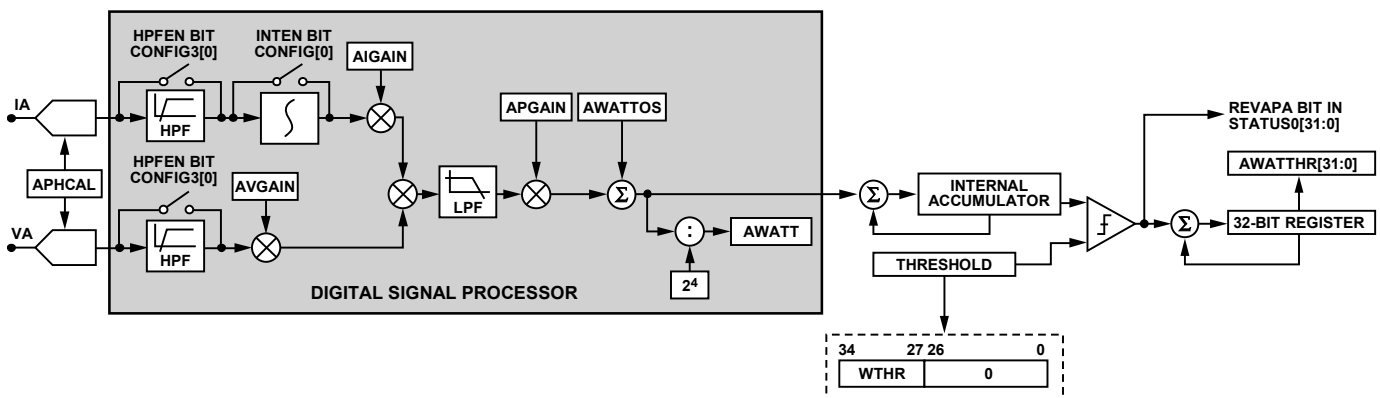 HPFEN BIT
CONFIG3[0]
INTEN BIT
CONFIG[0]
AIGAIN
IA
HPF
APHCAL
HPFEN BIT
CONFIG3[0]
AVGAIN
VA
HPF
LPF
APGAIN
AWATTOS
Σ
:
AWATT
24
DIGITAL SIGNAL PROCESSOR
Σ
INTERNAL
ACCUMULATOR
THRESHOLD
REVAPA BIT IN
STATUS0[31:0]
AWATTHR[31:0]
Σ
32-BIT REGISTER
34 27 26 0
WTHR 0